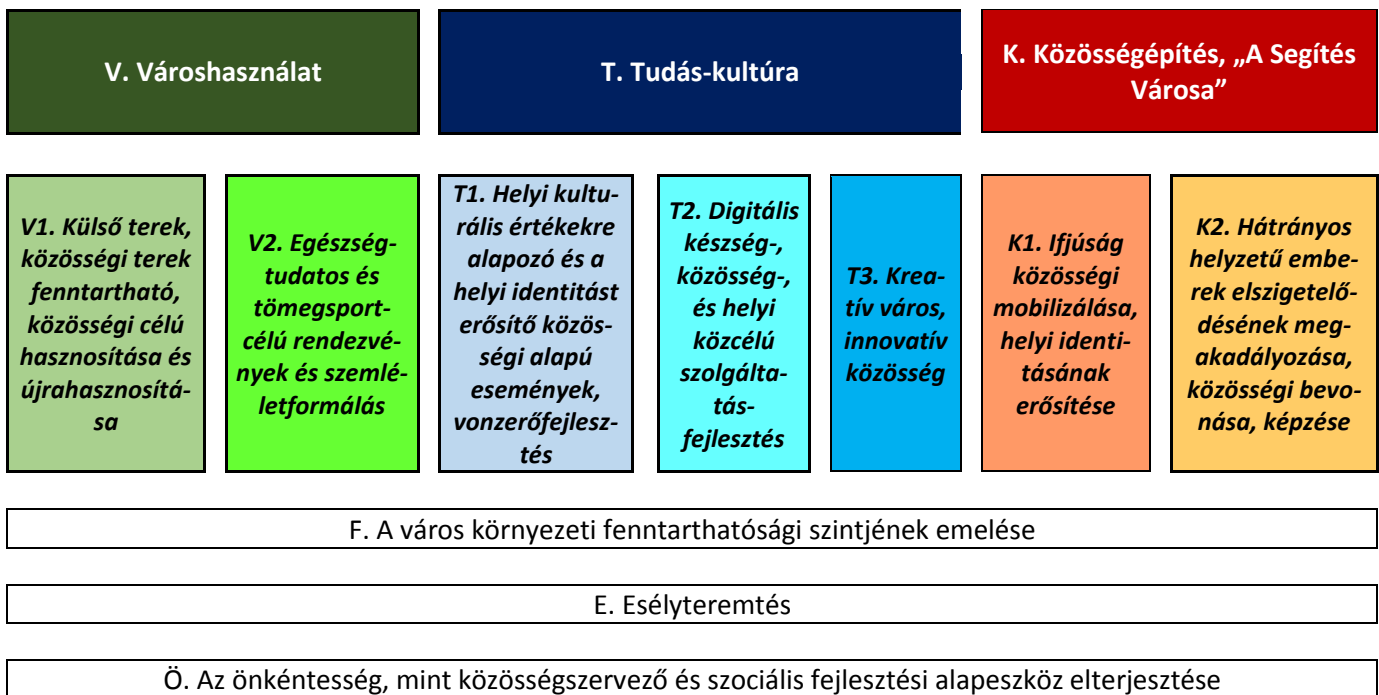 V. Városhasználat
T. Tudás-kultúra
K. Közösségépítés, „A Segítés
Városa”
V1. Külső terek,
közösségi terek
fenntartható,
közösségi célú
hasznosítása és
újrahasznosítá-
sa
V2. Egészség-
tudatos és
tömegsport-
célú rendezvé-
nyek és szemlé-
letformálás
T1. Helyi kultu-
rális értékekre
alapozó és a
helyi identitást
erősítő közös-
ségi alapú
események,
vonzerőfejlesz-
tés
T2. Digitális
készség-,
közösség-,
és helyi
közcélú
szolgálta-
tás-
fejlesztés
T3. Krea-
tív város,
innovatív
közösség
K1. Ifjúság
közösségi
mobilizálása,
helyi identi-
tásának
erősítése
K2. Hátrányos
helyzetű embe-
rek elszigetelő-
désének meg-
akadályozása,
közösségi bevo-
nása, képzése
F. A város környezeti fenntarthatósági szintjének emelése
E. Esélyteremtés
Ö. Az önkéntesség, mint közösségszervező és szociális fejlesztési alapeszköz elterjesztése